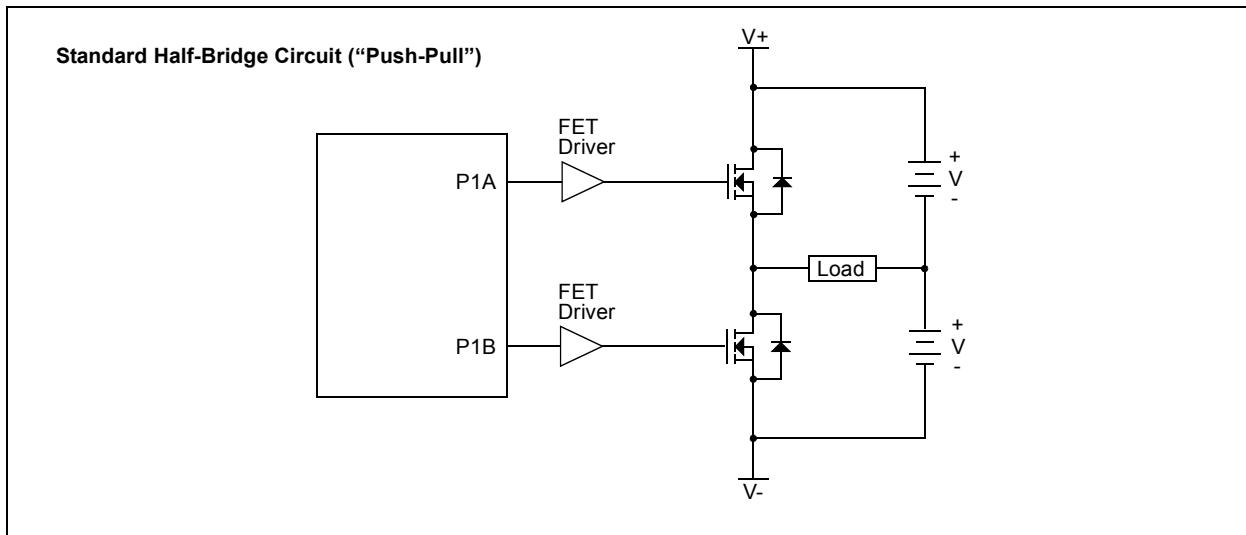 Standard Half-Bridge Circuit (“Push-Pull”)
V+
FET
Driver
P1A
+
V
-
Load
FET
Driver
P1B
+
V
-
V-